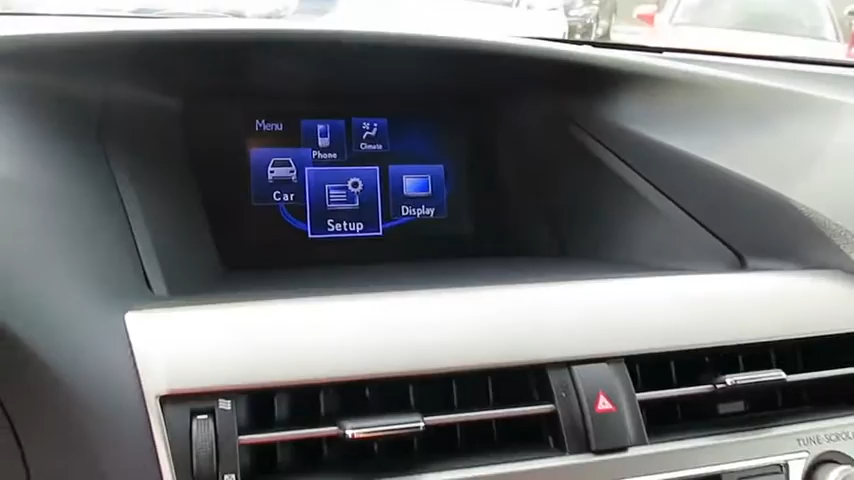 Menu
Phone
Climate
Car
Setup
Display
TUNE·SCROLL